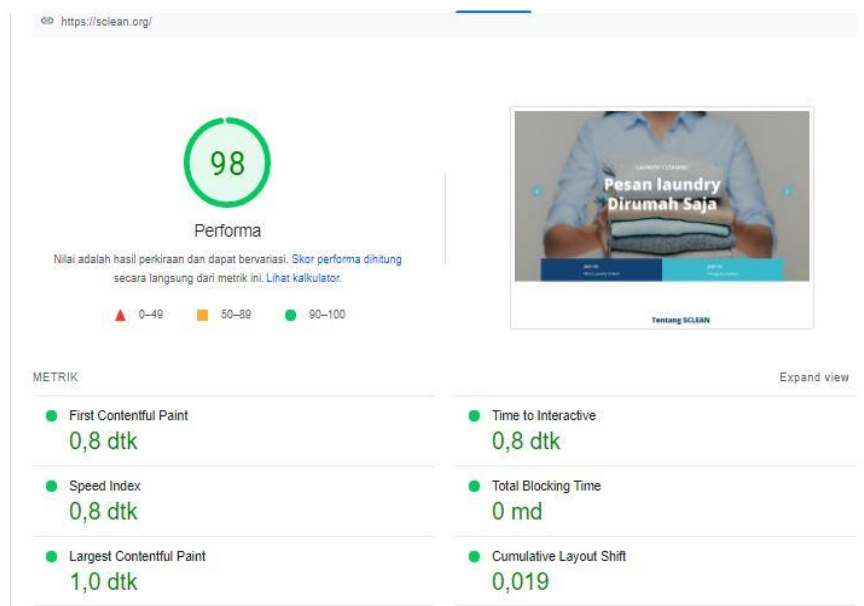 https://sclean.org/
98
Performa
Nilai adalah hasil perkiraan dan dapat bervariasi. Skor performa dihitung
secara langsung dari metrik ini. Lihat kalkulator.
0–49 50–89 90–100
LAUNDRY CLEANING
Pesan laundry
Dirumah Saja
Tentang SCLEAN
METRIK Expand view
First Contentful Paint
0,8 dtk
Time to Interactive
0,8 dtk
Speed Index
0,8 dtk
Total Blocking Time
0 md
Largest Contentful Paint
1,0 dtk
Cumulative Layout Shift
0,019